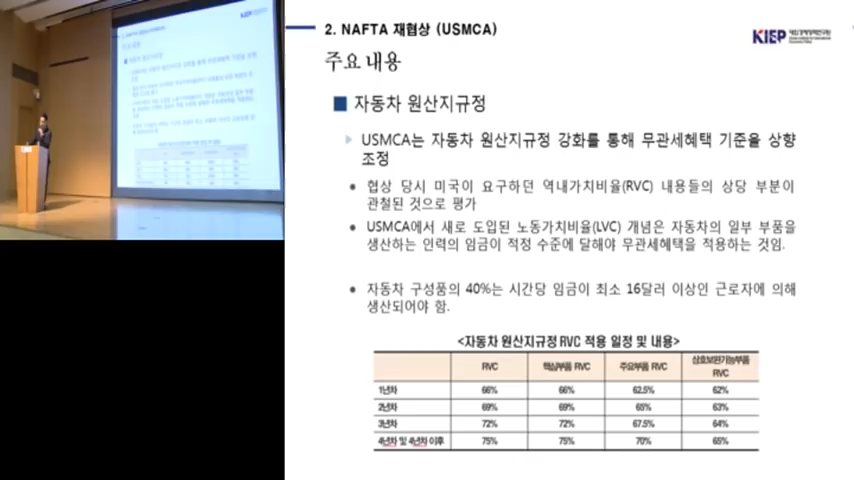 2. NAFTA 재협상 (USMCA)
KIEP 대외경제정책연구원
주요 내용
자동차 원산지규정
USMCA는 자동차 원산지규정 강화를 통해 무관세혜택 기준을 상향
조정
협상 당시 미국이 요구하던 역내가치비율(RVC) 내용들의 상당 부분이
관철된 것으로 평가
USMCA에서 새로 도입된 노동가치비율(LVC) 개념은 자동차의 일부 부품을
생산하는 인력의 임금이 적정 수준에 달해야 무관세혜택을 적용하는 것임.
자동차 구성품의 40%는 시간당 임금이 최소 16달러 이상인 근로자에 의해
생산되어야 함.
<자동차 원산지규정 RVC 적용 일정 및 내용>
RVC 핵심부품 RVC 주요부품 RVC 상호보완기능부품 RVC
1년차 66% 66% 62.5% 62%
2년차 69% 69% 65% 63%
3년차 72% 72% 67.5% 64%
4년차 및 4년차 이후 75% 75% 70% 65%